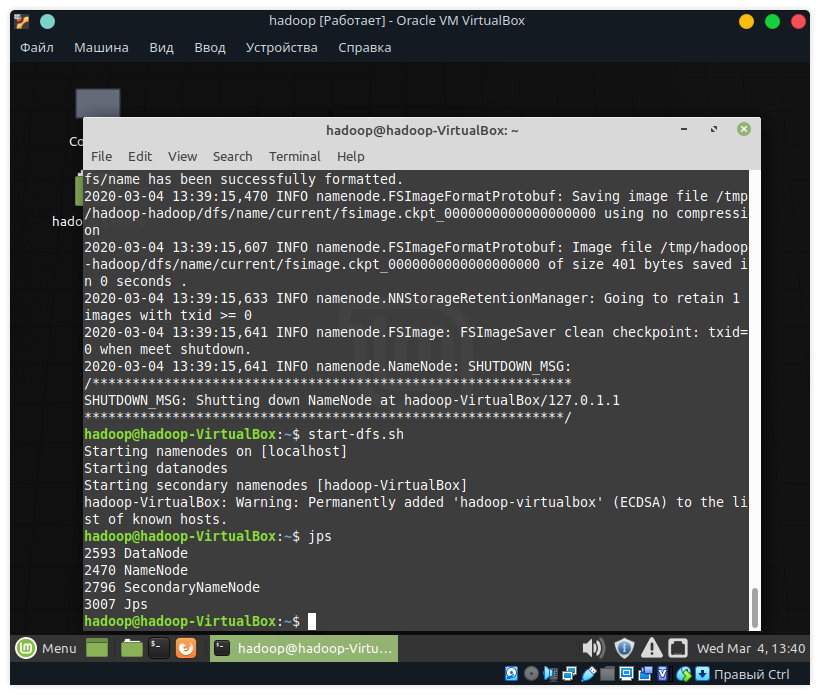 hadoop [Работает] - Oracle VM VirtualBox
Файл Машина Вид Ввод Устройства Справка
Co
hado
hadoop@hadoop-VirtualBox: ~
File Edit View Search Terminal Help
fs/name has been successfully formatted.
2020-03-04 13:39:15,470 INFO namenode.FSImageFormatProtobuf: Saving image file /tmp
/hadoop-hadoop/dfs/name/current/fsimage.ckpt_0000000000000000000 using no compressi
on
2020-03-04 13:39:15,607 INFO namenode.FSImageFormatProtobuf: Image file /tmp/hadoop
-hadoop/dfs/name/current/fsimage.ckpt_0000000000000000000 of size 401 bytes saved i
n 0 seconds .
2020-03-04 13:39:15,633 INFO namenode.NNStorageRetentionManager: Going to retain 1
images with txid >= 0
2020-03-04 13:39:15,641 INFO namenode.FSImage: FSImageSaver clean checkpoint: txid=
0 when meet shutdown.
2020-03-04 13:39:15,641 INFO namenode.NameNode: SHUTDOWN_MSG:
/************************************************************
SHUTDOWN_MSG: Shutting down NameNode at hadoop-VirtualBox/127.0.1.1
************************************************************/
hadoop@hadoop-VirtualBox:~$ start-dfs.sh
Starting namenodes on [localhost]
Starting datanodes
Starting secondary namenodes [hadoop-VirtualBox]
hadoop-VirtualBox: Warning: Permanently added 'hadoop-virtualbox' (ECDSA) to the li
st of known hosts.
hadoop@hadoop-VirtualBox:~$ jps
2593 DataNode
2470 NameNode
2796 SecondaryNameNode
3007 Jps
hadoop@hadoop-VirtualBox:~$
Menu hadoop@hadoop-Virtu... Wed Mar 4, 13:40
Правый Ctrl